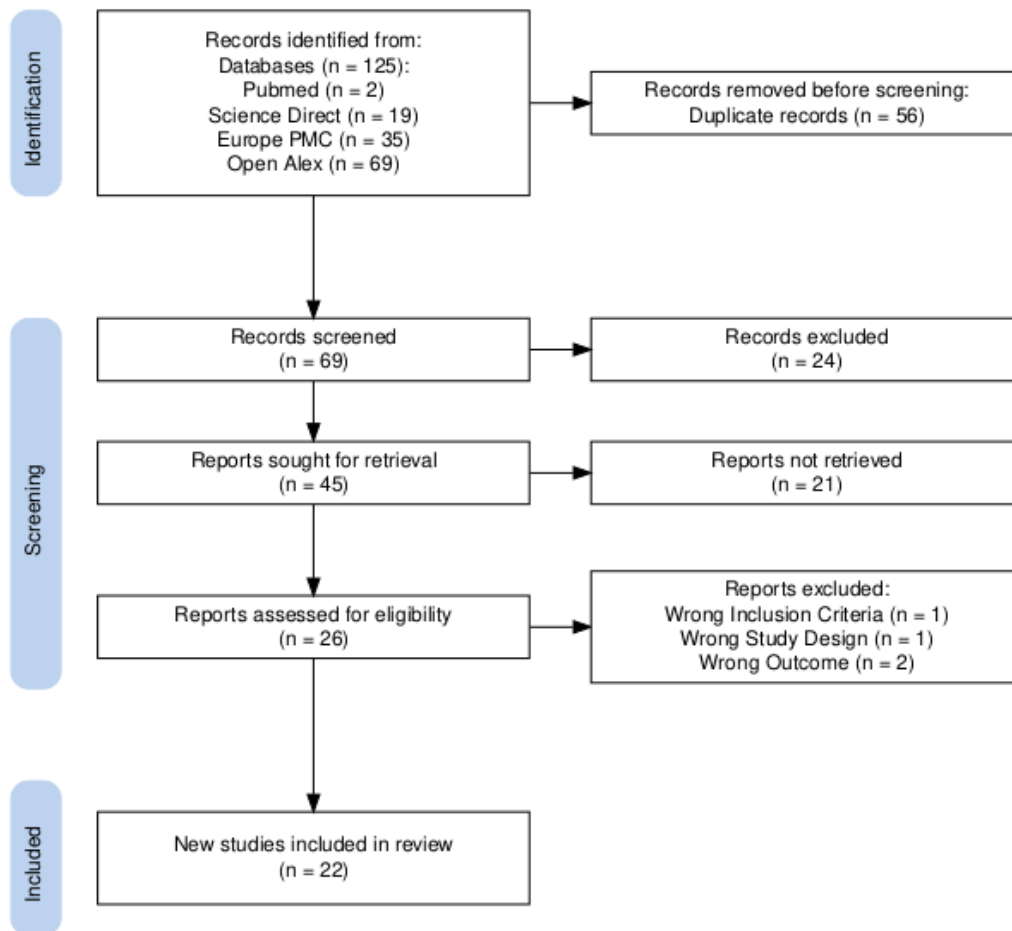 Identification
Records identified from:
Databases (n = 125):
Pubmed (n = 2)
Science Direct (n = 19)
Europe PMC (n = 35)
Open Alex (n = 69)
Records removed before screening:
Duplicate records (n = 56)
Screening
Records screened
(n = 69)
Records excluded
(n = 24)
Reports sought for retrieval
(n = 45)
Reports not retrieved
(n = 21)
Reports assessed for eligibility
(n = 26)
Reports excluded:
Wrong Inclusion Criteria (n = 1)
Wrong Study Design (n = 1)
Wrong Outcome (n = 2)
Included
New studies included in review
(n = 22)